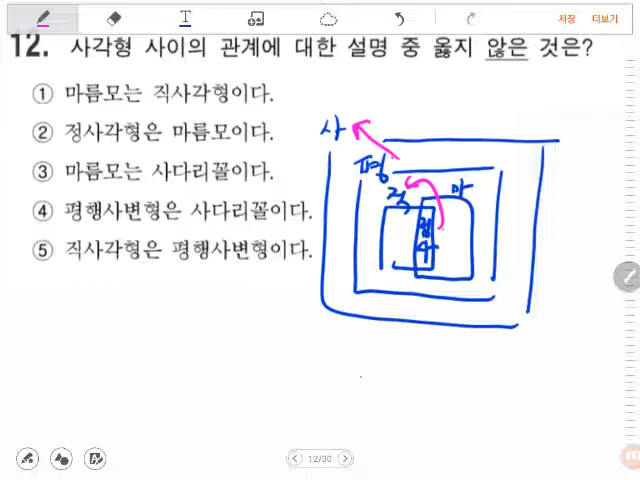 저장 더보기
12. 사각형 사이의 관계에 대한 설명 중 옳지 않은 것은?
① 마름모는 직사각형이다.
② 정사각형은 마름모이다.
③ 마름모는 사다리꼴이다.
④ 평행사변형은 사다리꼴이다.
⑤ 직사각형은 평행사변형이다.
사
평
직
마
정
사
12/30